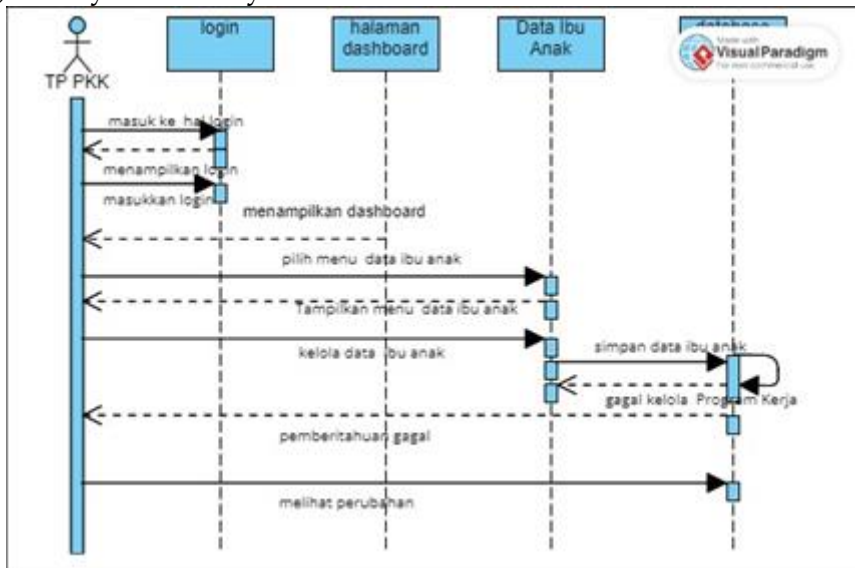 login
halaman
dashboard
Data Ibu
Anak
database
Made with
VisualParadigm
For non-commercial use
TP PKK
masuk ke hal login
menampilkan login
masukkan login
menampilkan dashboard
pilih menu data ibu anak
Tampilkan menu data ibu anak
kelola data ibu anak
simpan data ibu anak
gagal kelola Program Kerja
pemberitahuan gagal
melihat perubahan